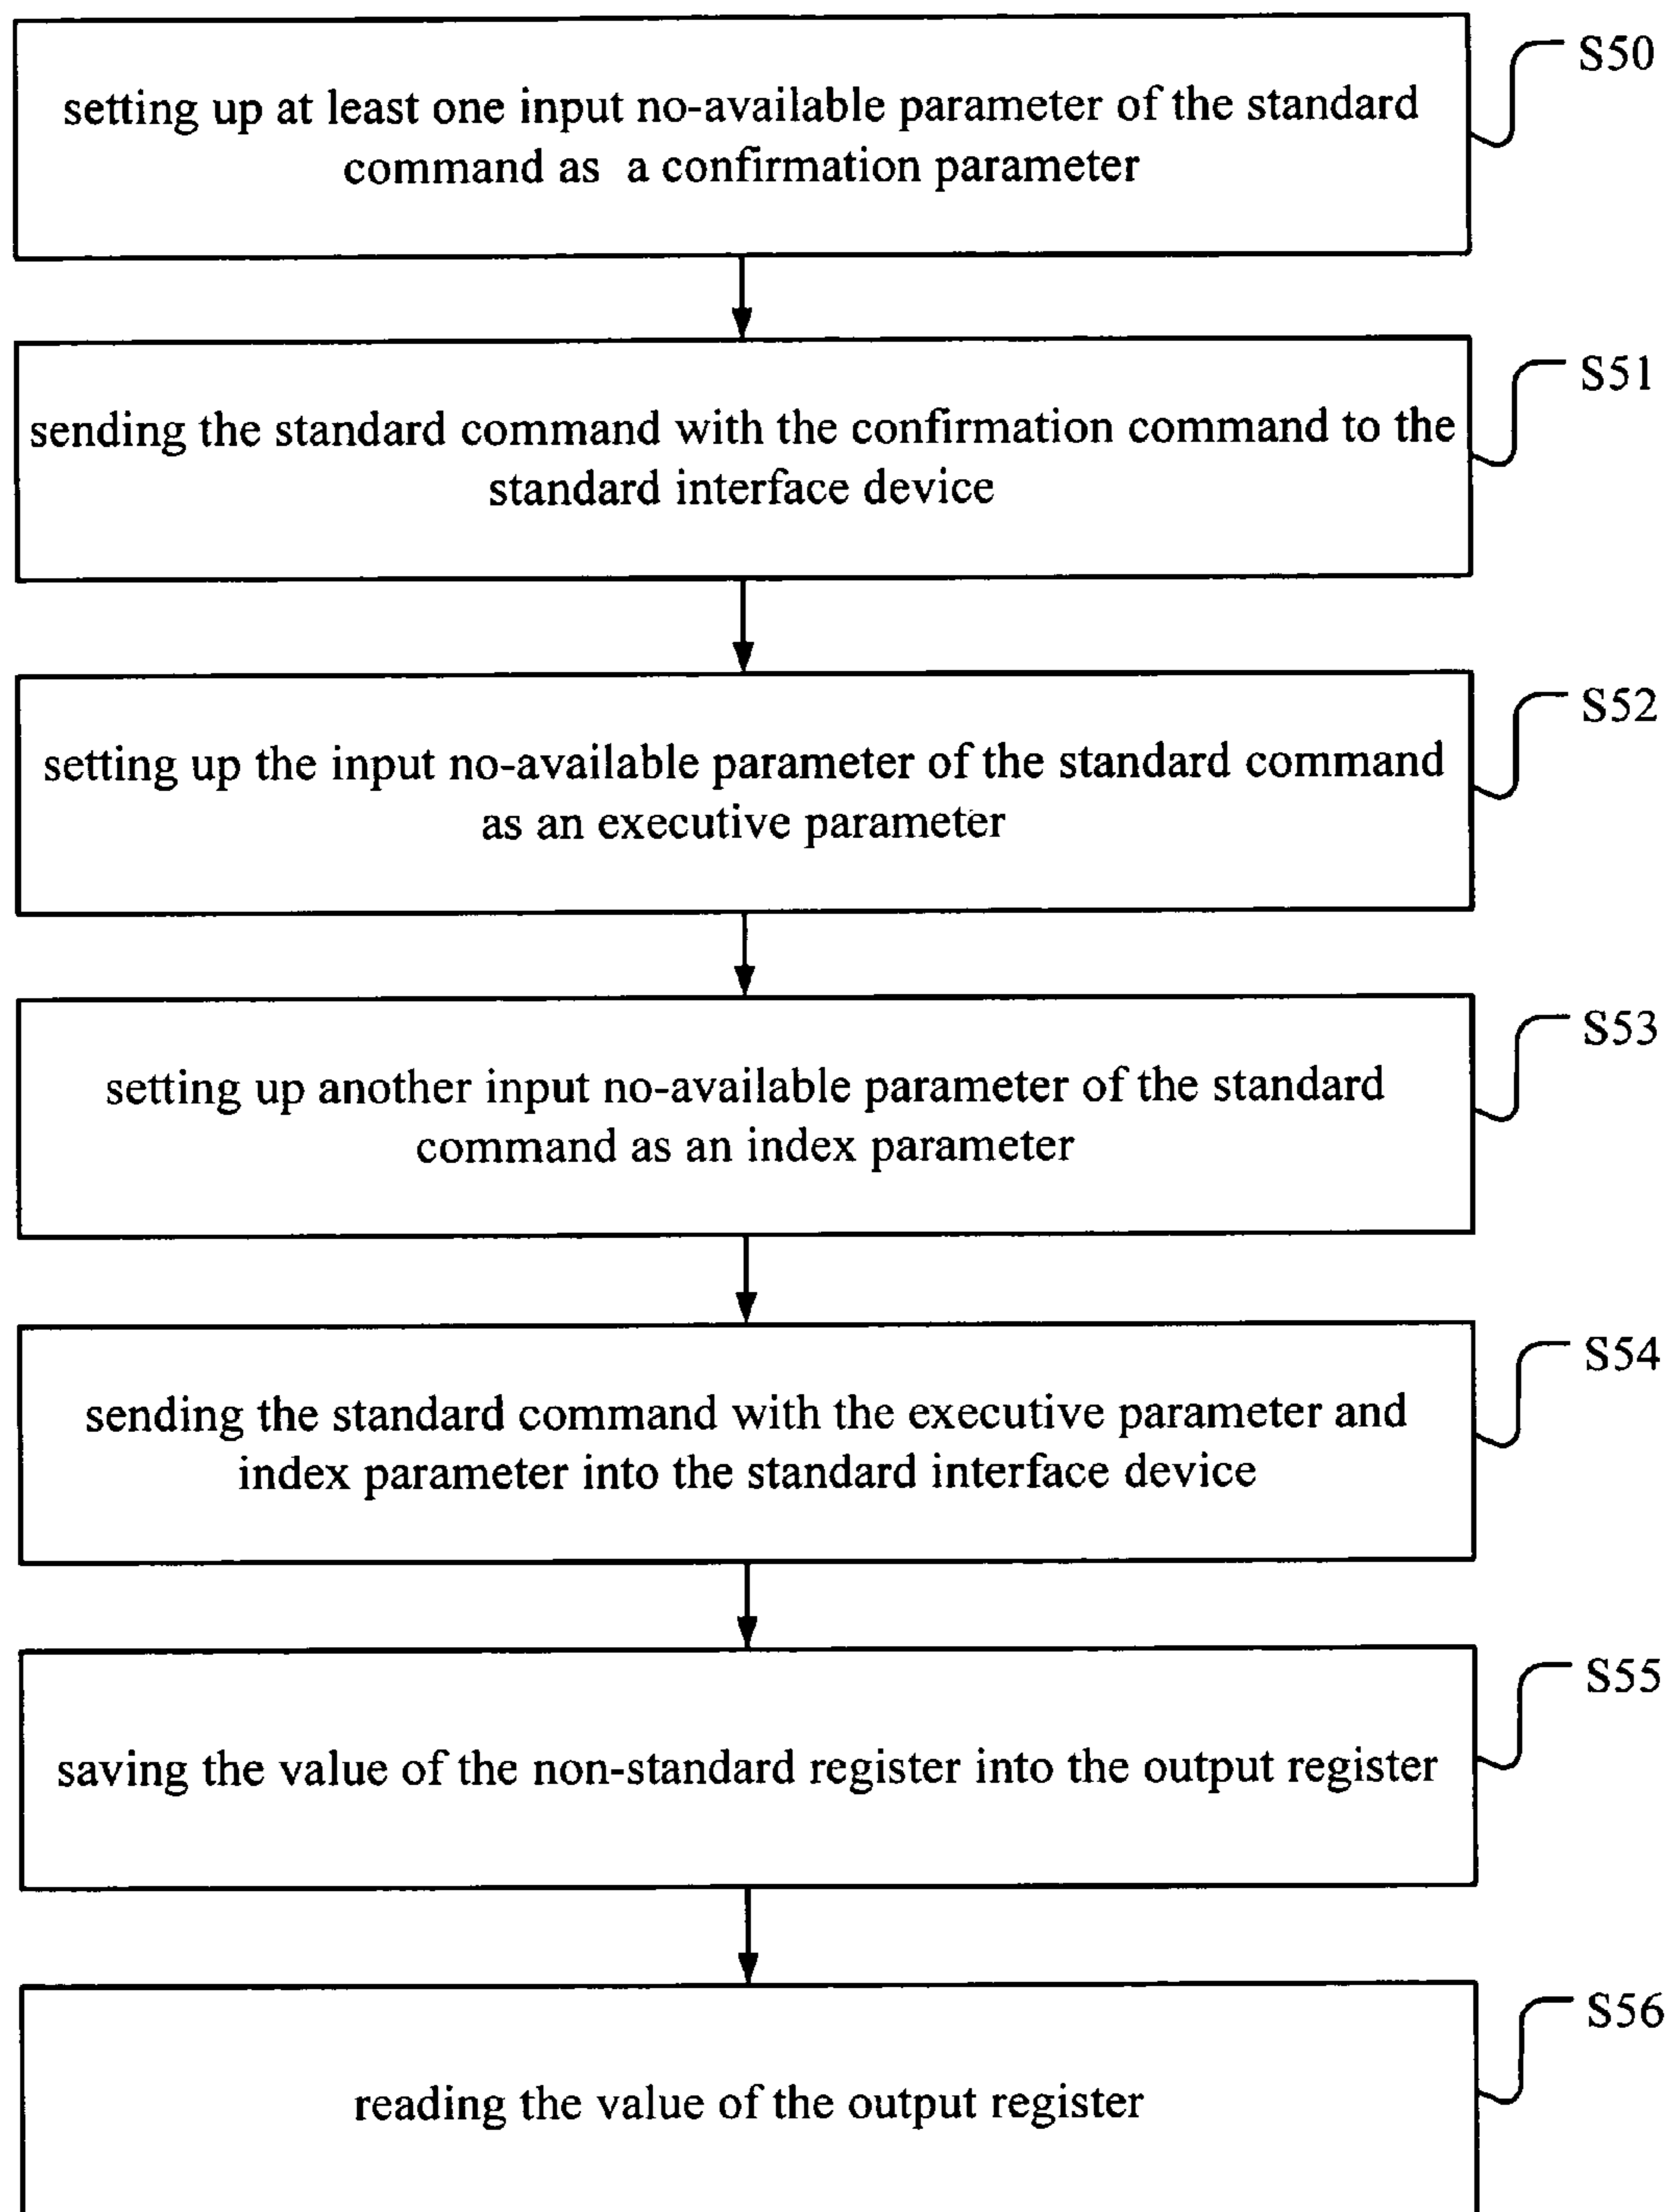 S50
setting up at least one input no-available parameter of the standard
command as a confirmation parameter
S51
sending the standard command with the confirmation command to the
standard interface device
S52
setting up the input no-available parameter of the standard command
as an executive parameter
S53
setting up another input no-available parameter of the standard
command as an index parameter
S54
sending the standard command with the executive parameter and
index parameter into the standard interface device
S55
saving the value of the non-standard register into the output register
S56
reading the value of the output register